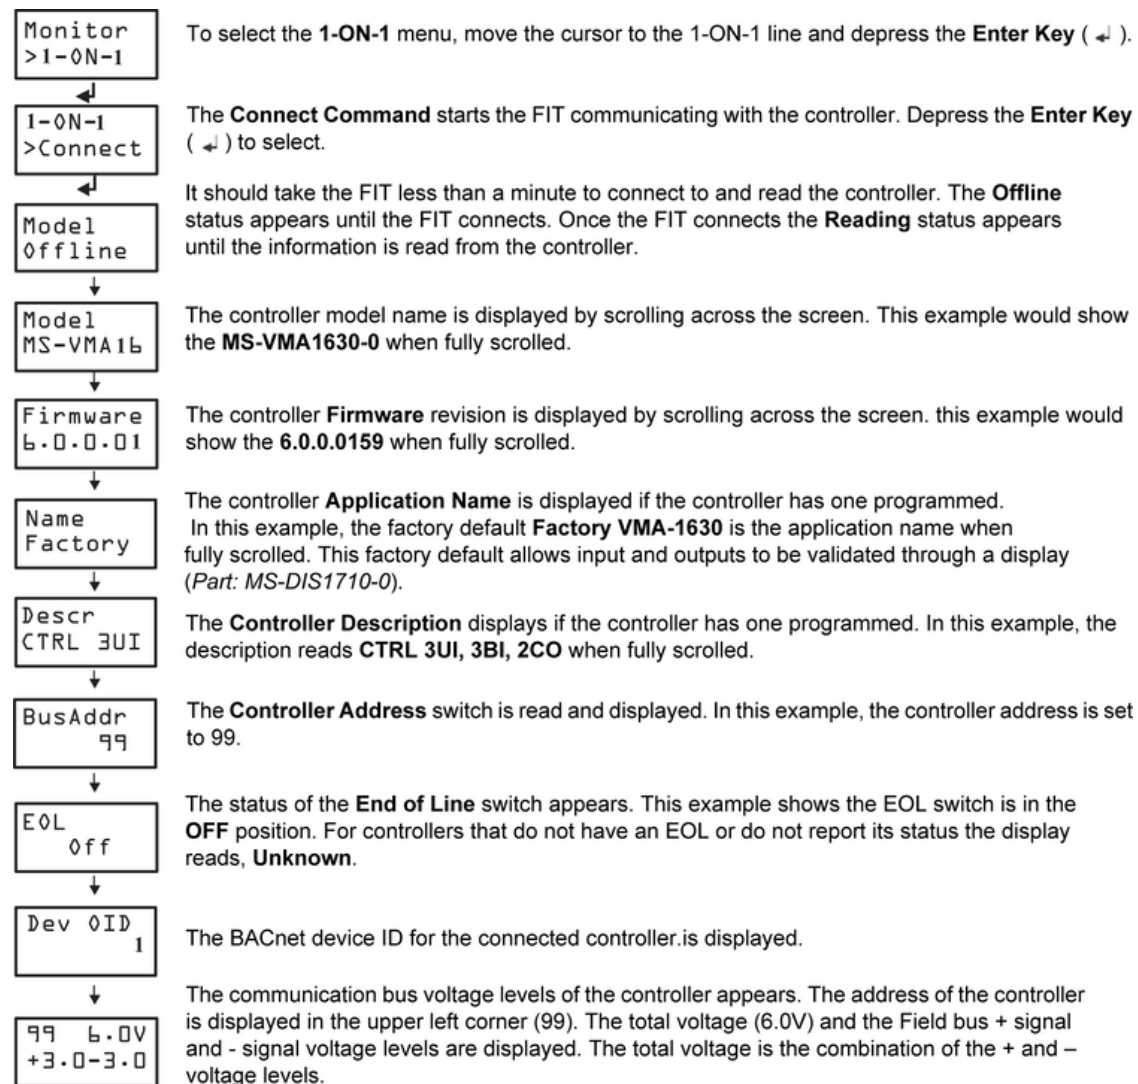 Monitor
>1-ON-1
To select the 1-ON-1 menu, move the cursor to the 1-ON-1 line and depress the Enter Key ( ↲ ).
1-ON-1
>Connect
The Connect Command starts the FIT communicating with the controller. Depress the Enter Key
( ↲ ) to select.
Model
Offline
It should take the FIT less than a minute to connect to and read the controller. The Offline
status appears until the FIT connects. Once the FIT connects the Reading status appears
until the information is read from the controller.
Model
MS-VMA16
The controller model name is displayed by scrolling across the screen. This example would show
the MS-VMA1630-0 when fully scrolled.
Firmware
6.0.0.01
The controller Firmware revision is displayed by scrolling across the screen. this example would
show the 6.0.0.0159 when fully scrolled.
Name
Factory
The controller Application Name is displayed if the controller has one programmed.
In this example, the factory default Factory VMA-1630 is the application name when
fully scrolled. This factory default allows input and outputs to be validated through a display
(Part: MS-DIS1710-0).
Descr
CTRL 3UI
The Controller Description displays if the controller has one programmed. In this example, the
description reads CTRL 3UI, 3BI, 2CO when fully scrolled.
BusAddr
99
The Controller Address switch is read and displayed. In this example, the controller address is set
to 99.
EOL
Off
The status of the End of Line switch appears. This example shows the EOL switch is in the
OFF position. For controllers that do not have an EOL or do not report its status the display
reads, Unknown.
Dev OID
1
The BACnet device ID for the connected controller.is displayed.
99 6.0V
+3.0-3.0
The communication bus voltage levels of the controller appears. The address of the controller
is displayed in the upper left corner (99). The total voltage (6.0V) and the Field bus + signal
and - signal voltage levels are displayed. The total voltage is the combination of the + and –
voltage levels.